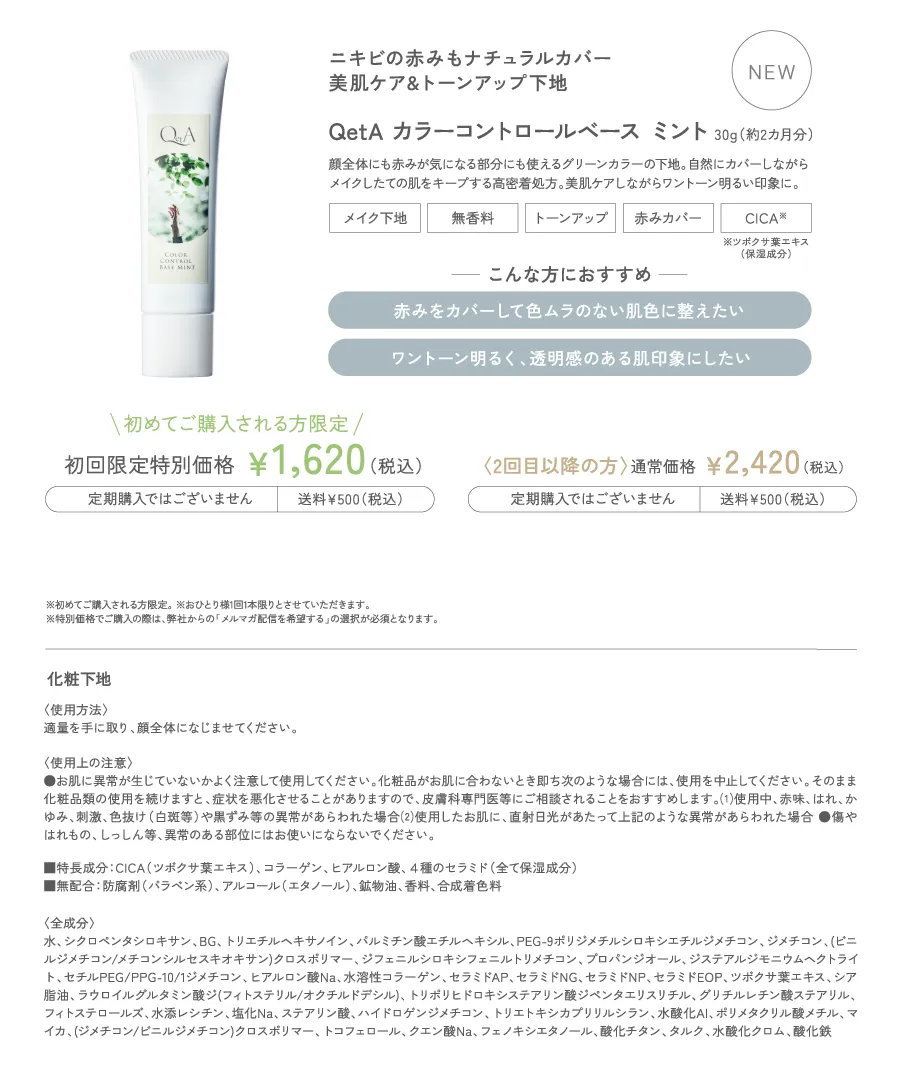 ニキビの赤みもナチュラルカバー
美肌ケア&トーンアップ下地
NEW
QetA カラーコントロールベース ミント 30g(約2カ月分)
顔全体にも赤みが気になる部分にも使えるグリーンカラーの下地。自然にカバーしながら
メイクしたての肌をキープする高密着処方。美肌ケアしながらワントーン明るい印象に。
メイク下地 無香料 トーンアップ 赤みカバー CICA※
※ツボクサ葉エキス
(保湿成分)
こんな方におすすめ
赤みをカバーして色ムラのない肌色に整えたい
ワントーン明るく、透明感のある肌印象にしたい
QetA
COLOR
CONTROL
BASE MINT
\初めてご購入される方限定/
初回限定特別価格 ¥1,620(税込)
定期購入ではございません 送料¥500(税込)
〈2回目以降の方〉通常価格 ¥2,420(税込)
定期購入ではございません 送料¥500(税込)
※初めてご購入される方限定。※おひとり様1回1本限りとさせていただきます。
※特別価格でご購入の際は、弊社からの「メルマガ配信を希望する」の選択が必須となります。
化粧下地
〈使用方法〉
適量を手に取り、顔全体になじませてください。
〈使用上の注意〉
●お肌に異常が生じていないかよく注意して使用してください。化粧品がお肌に合わないとき即ち次のような場合には、使用を中止してください。そのまま
化粧品類の使用を続けますと、症状を悪化させることがありますので、皮膚科専門医等にご相談されることをおすすめします。(1)使用中、赤味、はれ、か
ゆみ、刺激、色抜け(白斑等)や黒ずみ等の異常があらわれた場合(2)使用したお肌に、直射日光があたって上記のような異常があらわれた場合 ●傷や
はれもの、しっしん等、異常のある部位にはお使いにならないでください。
■特長成分:CICA(ツボクサ葉エキス)、コラーゲン、ヒアルロン酸、4種のセラミド(全て保湿成分)
■無配合:防腐剤(パラベン系)、アルコール(エタノール)、鉱物油、香料、合成着色料
〈全成分〉
水、シクロペンタシロキサン、BG、トリエチルヘキサノイン、パルミチン酸エチルヘキシル、PEG-9ポリジメチルシロキシエチルジメチコン、ジメチコン、(ビニ
ルジメチコン/メチコンシルセスキオキサン)クロスポリマー、ジフェニルシロキシフェニルトリメチコン、プロパンジオール、ジステアルジモニウムヘクトライ
ト、セチルPEG/PPG-10/1ジメチコン、ヒアルロン酸Na、水溶性コラーゲン、セラミドAP、セラミドNG、セラミドNP、セラミドEOP、ツボクサ葉エキス、シア
脂油、ラウロイルグルタミン酸ジ(フィトステリル/オクチルドデシル)、トリポリヒドロキシステアリン酸ジペンタエリスリチル、グリチルレチン酸ステアリル、
フィトステロールズ、水添レシチン、塩化Na、ステアリン酸、ハイドロゲンジメチコン、トリエトキシカプリリルシラン、水酸化Al、ポリメタクリル酸メチル、マ
イカ、(ジメチコン/ビニルジメチコン)クロスポリマー、トコフェロール、クエン酸Na、フェノキシエタノール、酸化チタン、タルク、水酸化クロム、酸化鉄